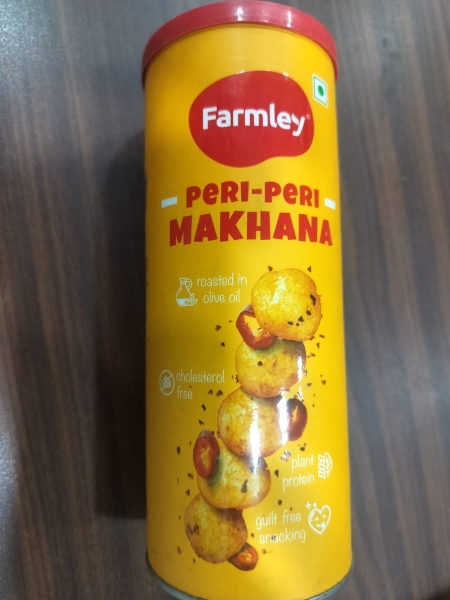 Farmley®
PERI-PERI
MAKHANA
roasted in
olive oil
cholesterol
free
plant
protein
guilt free
snacking